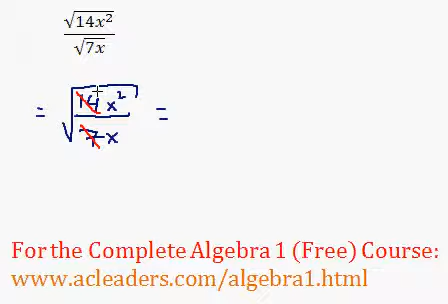 √14x²
√7x
= √14x² =
7x
For the Complete Algebra 1 (Free) Course:
www.acleaders.com/algebra1.html